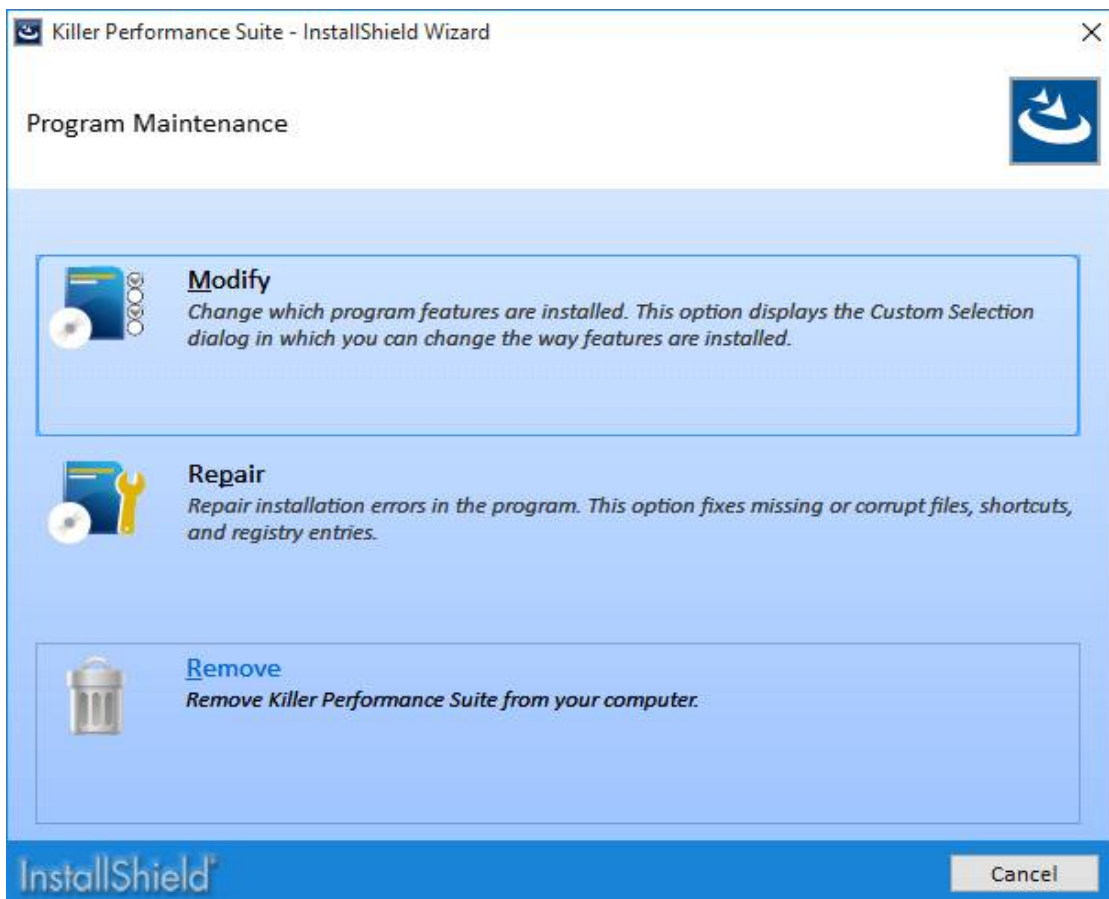 Killer Performance Suite - InstallShield Wizard
Program Maintenance
Modify
Change which program features are installed. This option displays the Custom Selection
dialog in which you can change the way features are installed.
Repair
Repair installation errors in the program. This option fixes missing or corrupt files, shortcuts,
and registry entries.
Remove
Remove Killer Performance Suite from your computer.
InstallShield
Cancel